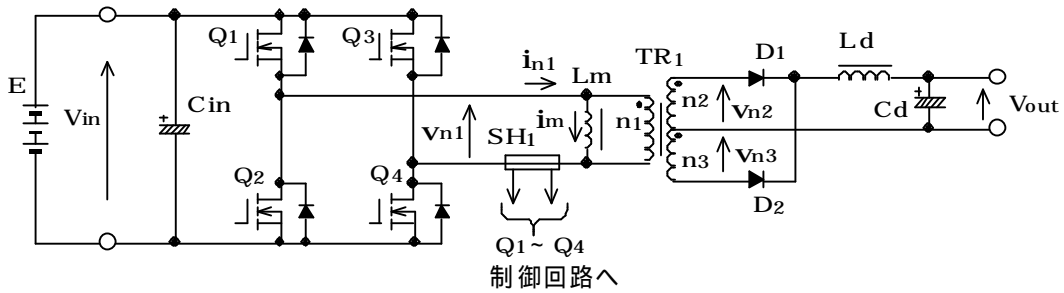 Q1
Q3
in1
Lm
TR1
D1
Ld
E
Vin
Cin
+
vn1
SH1
im
n1
n2
vn2
n3
vn3
Cd
+
Vout
Q2
Q4
D2
Q1~ Q4
制御回路へ